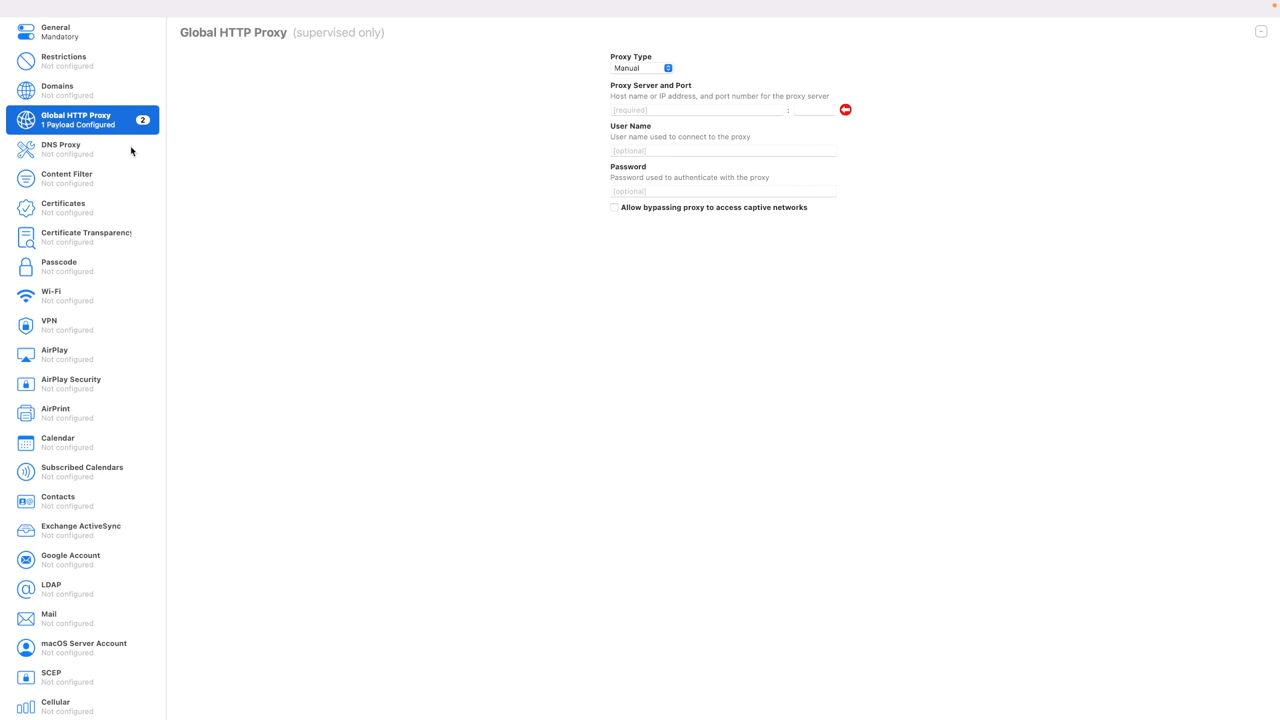 General
Mandatory
Restrictions
Not configured
Domains
Not configured
Global HTTP Proxy
1 Payload Configured
2
DNS Proxy
Not configured
Content Filter
Not configured
Certificates
Not configured
Certificate Transparency
Not configured
Passcode
Not configured
Wi-Fi
Not configured
VPN
Not configured
AirPlay
Not configured
AirPlay Security
Not configured
AirPrint
Not configured
Calendar
Not configured
Subscribed Calendars
Not configured
Contacts
Not configured
Exchange ActiveSync
Not configured
Google Account
Not configured
LDAP
Not configured
Mail
Not configured
macOS Server Account
Not configured
SCEP
Not configured
Cellular
Not configured
Global HTTP Proxy (supervised only)
Proxy Type
Manual
Proxy Server and Port
Host name or IP address, and port number for the proxy server
[required] :
User Name
User name used to connect to the proxy
[optional]
Password
Password used to authenticate with the proxy
[optional]
Allow bypassing proxy to access captive networks